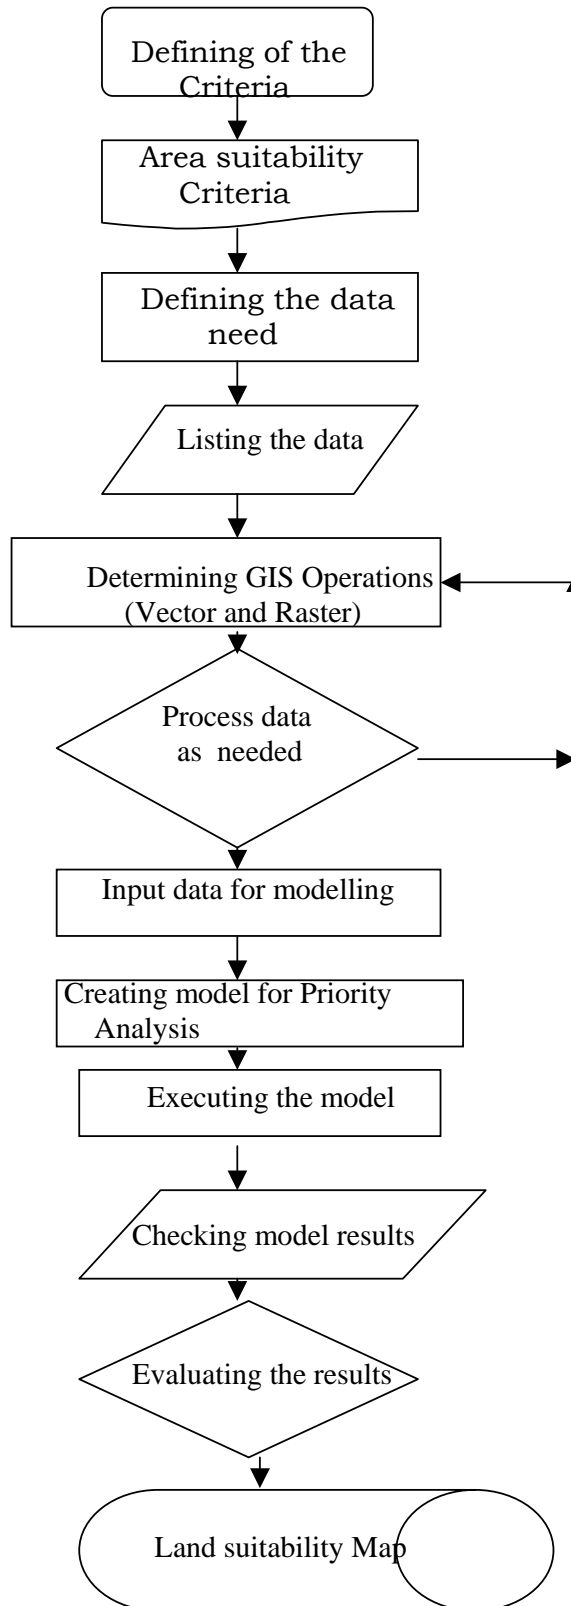 Defining of the
Criteria
Area suitability
Criteria
Defining the data
need
Listing the data
Determining GIS Operations
(Vector and Raster)
Process data
as needed
Input data for modelling
Creating model for Priority
Analysis
Executing the model
Checking model results
Evaluating the results
Land suitability Map